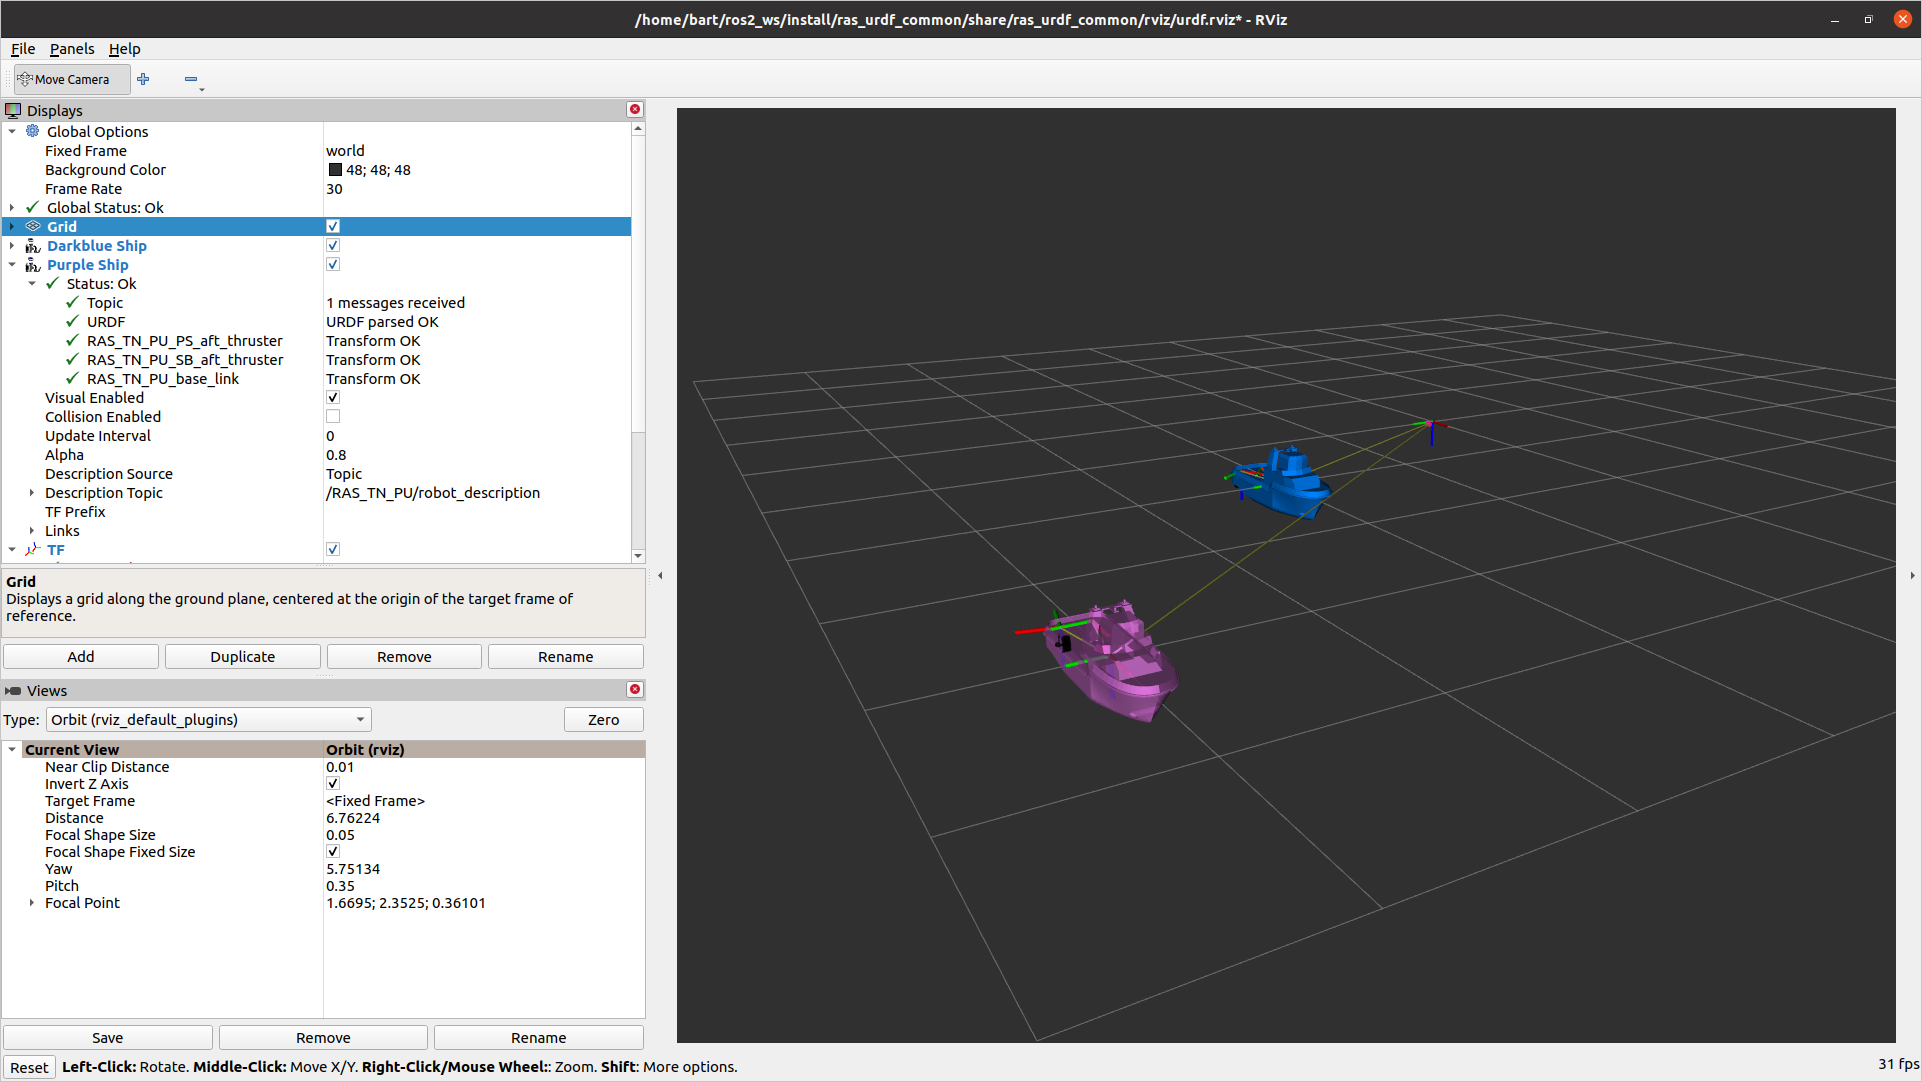 /home/bart/ros2_ws/install/ras_urdf_common/share/ras_urdf_common/rviz/urdf.rviz* - RViz
File Panels Help
Move Camera
Displays
Global Options
Fixed Frame world
Background Color 48; 48; 48
Frame Rate 30
Global Status: Ok
Grid
Darkblue Ship
Purple Ship
Status: Ok
Topic 1 messages received
URDF URDF parsed OK
RAS_TN_PU_PS_aft_thruster Transform OK
RAS_TN_PU_SB_aft_thruster Transform OK
RAS_TN_PU_base_link Transform OK
Visual Enabled
Collision Enabled
Update Interval 0
Alpha 0.8
Description Source Topic
Description Topic /RAS_TN_PU/robot_description
TF Prefix
Links
TF
Grid
Displays a grid along the ground plane, centered at the origin of the target frame of
reference.
Add Duplicate Remove Rename
Views
Type: Orbit (rviz_default_plugins) Zero
Current View Orbit (rviz)
Near Clip Distance 0.01
Invert Z Axis
Target Frame <Fixed Frame>
Distance 6.76224
Focal Shape Size 0.05
Focal Shape Fixed Size
Yaw 5.75134
Pitch 0.35
Focal Point 1.6695; 2.3525; 0.36101
Save Remove Rename
Reset Left-Click: Rotate. Middle-Click: Move X/Y. Right-Click/Mouse Wheel:: Zoom. Shift: More options. 31 fps